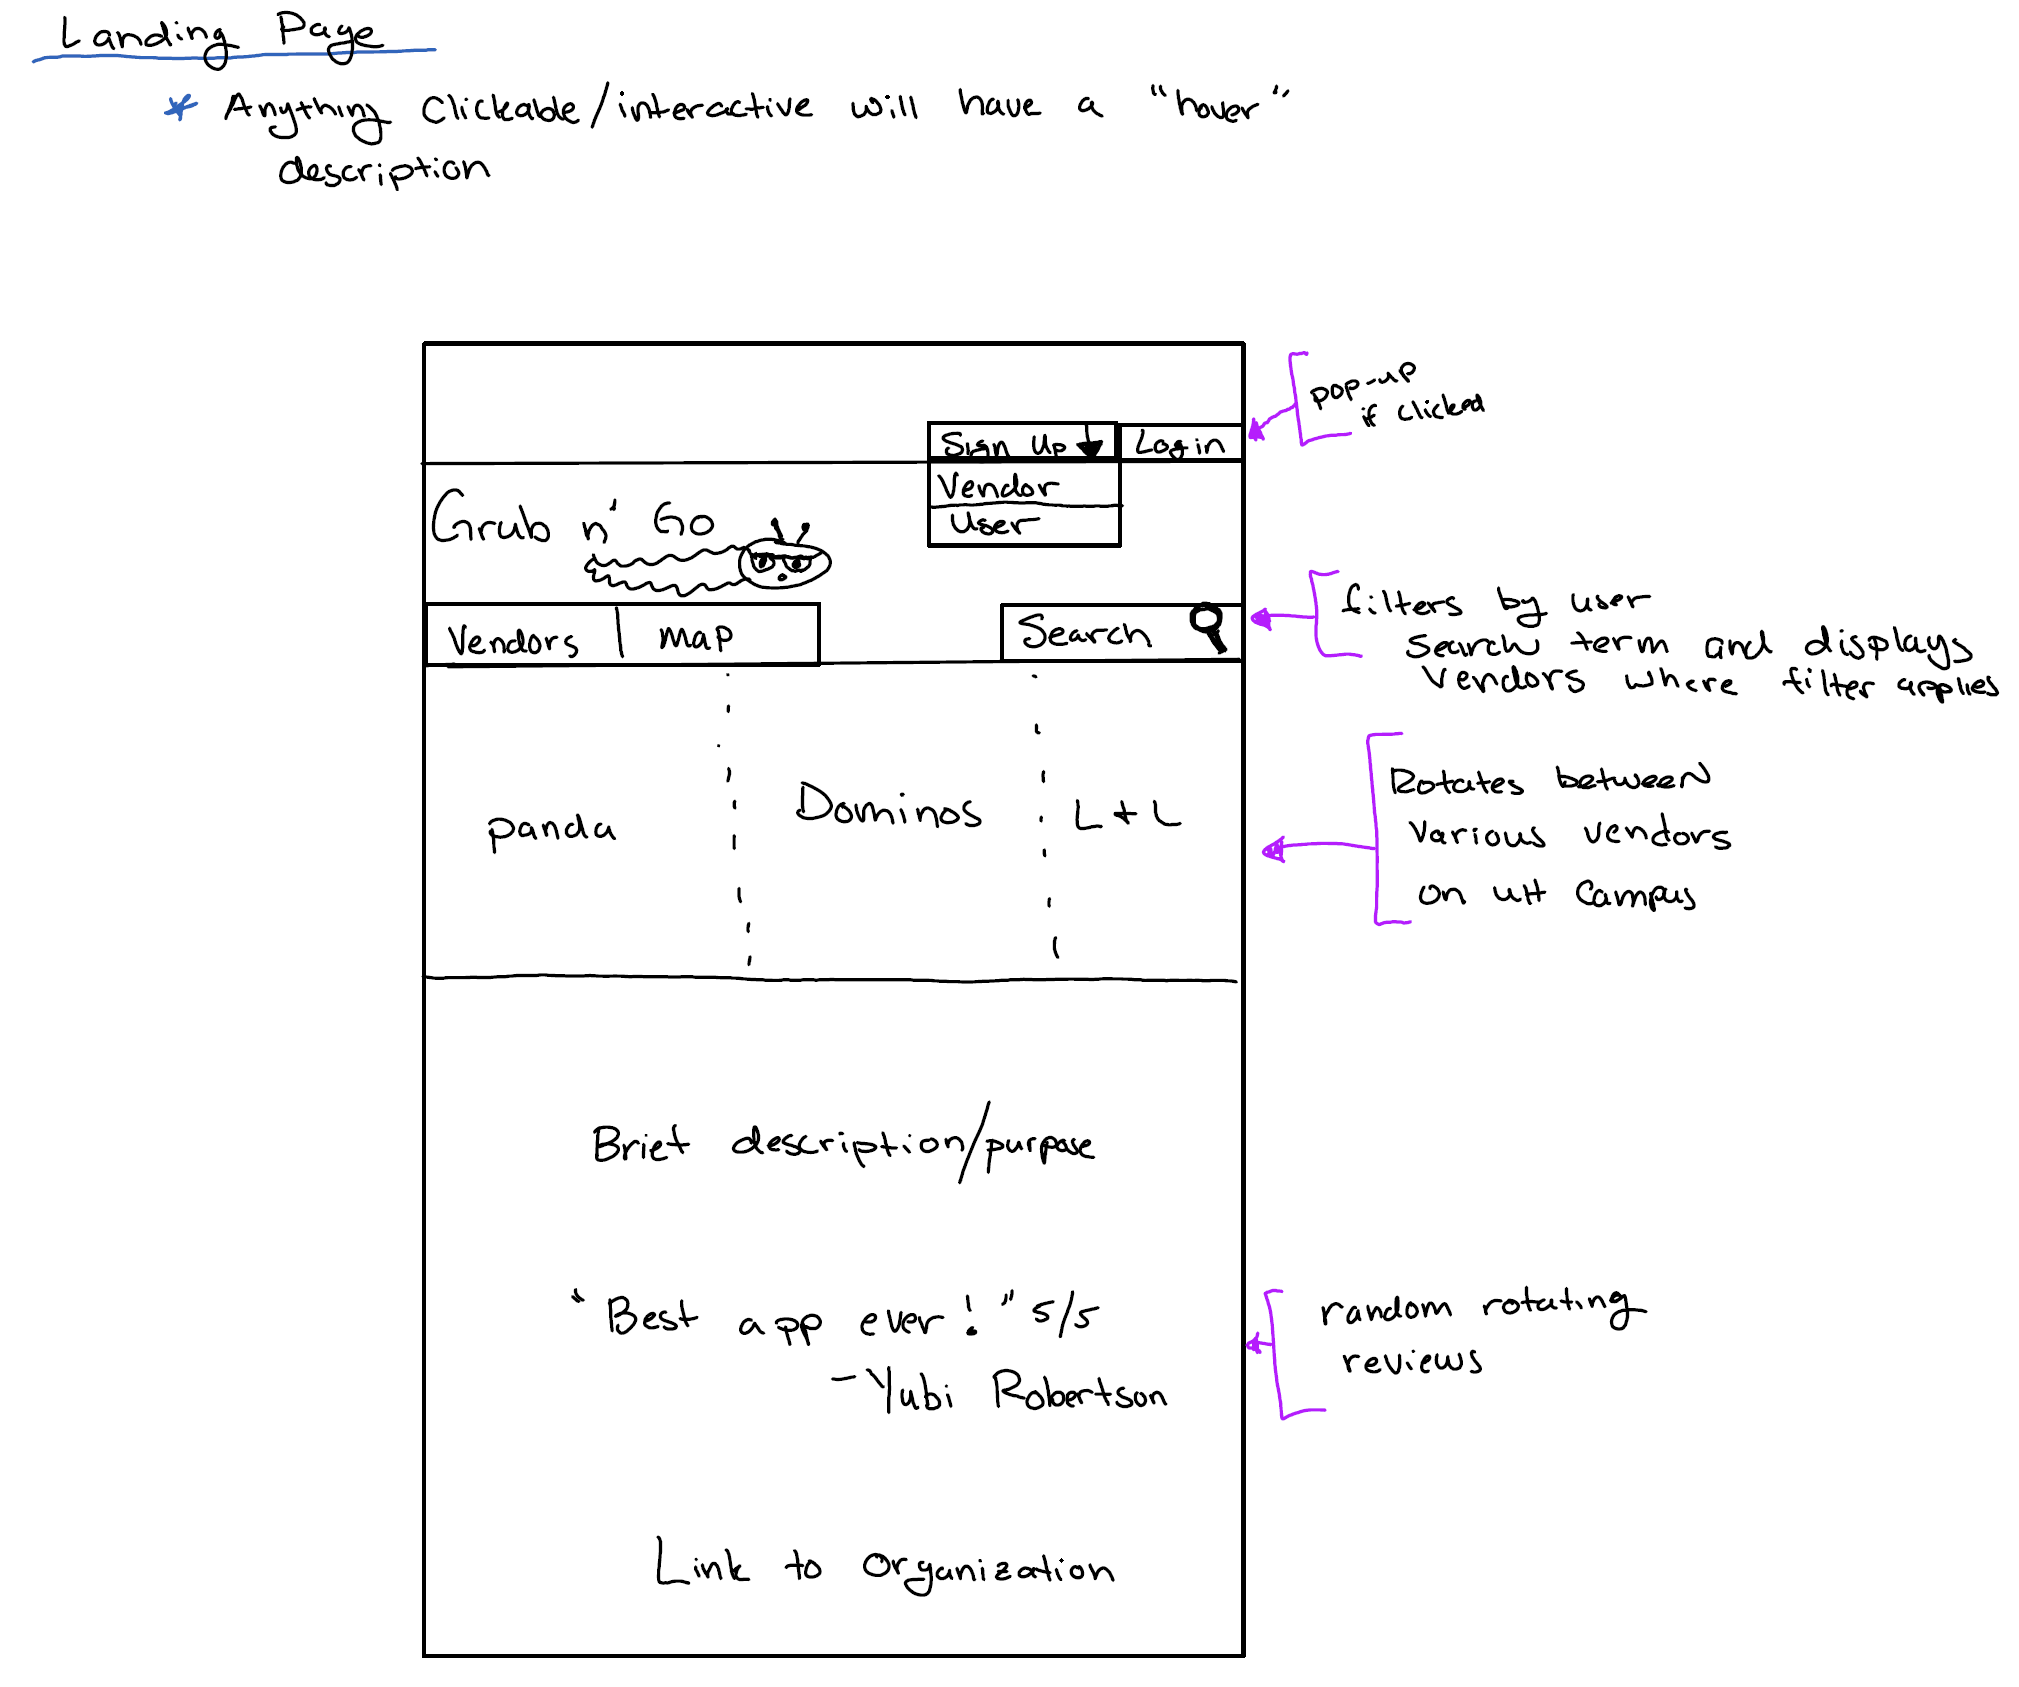 Landing Page
* Anything Clickable/interactive will have a "hover"
description
pop-up
if clicked
Sign Up Login
Vendor
User
Grub n' Go
Vendors | map
Search
filters by user
search term and displays
vendors where filter applies
panda
Dominos
L + L
Rotates between
various vendors
on UH Campus
Brief description/purpose
"Best app ever!" 5/5
- Yubi Robertson
random rotating
reviews
Link to organization